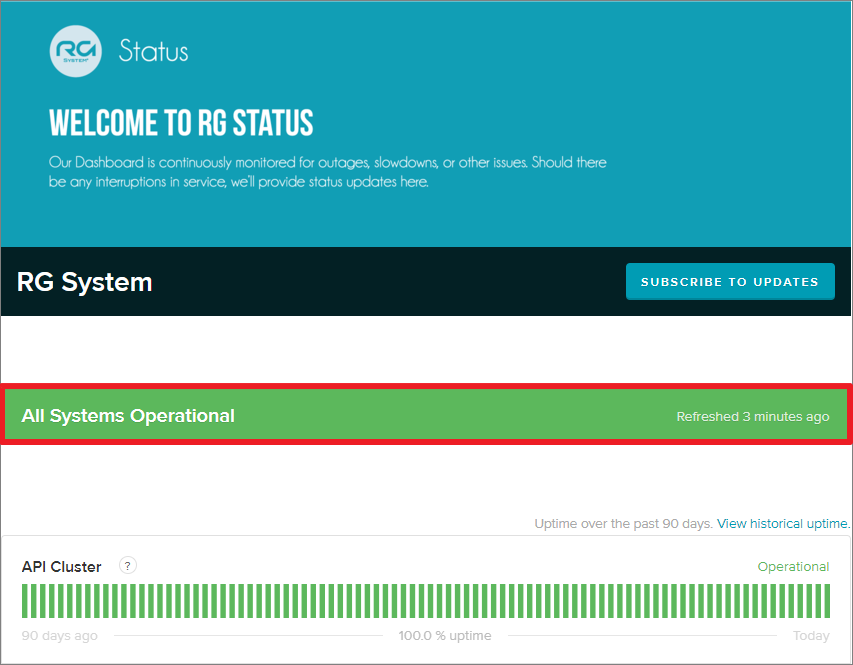 RG
SYSTEM
Status
WELCOME TO RG STATUS
Our Dashboard is continuously monitored for outages, slowdowns, or other issues. Should there
be any interruptions in service, we'll provide status updates here.
RG System
SUBSCRIBE TO UPDATES
All Systems Operational
Refreshed 3 minutes ago
Uptime over the past 90 days. View historical uptime.
API Cluster ?
Operational
90 days ago
100.0 % uptime
Today